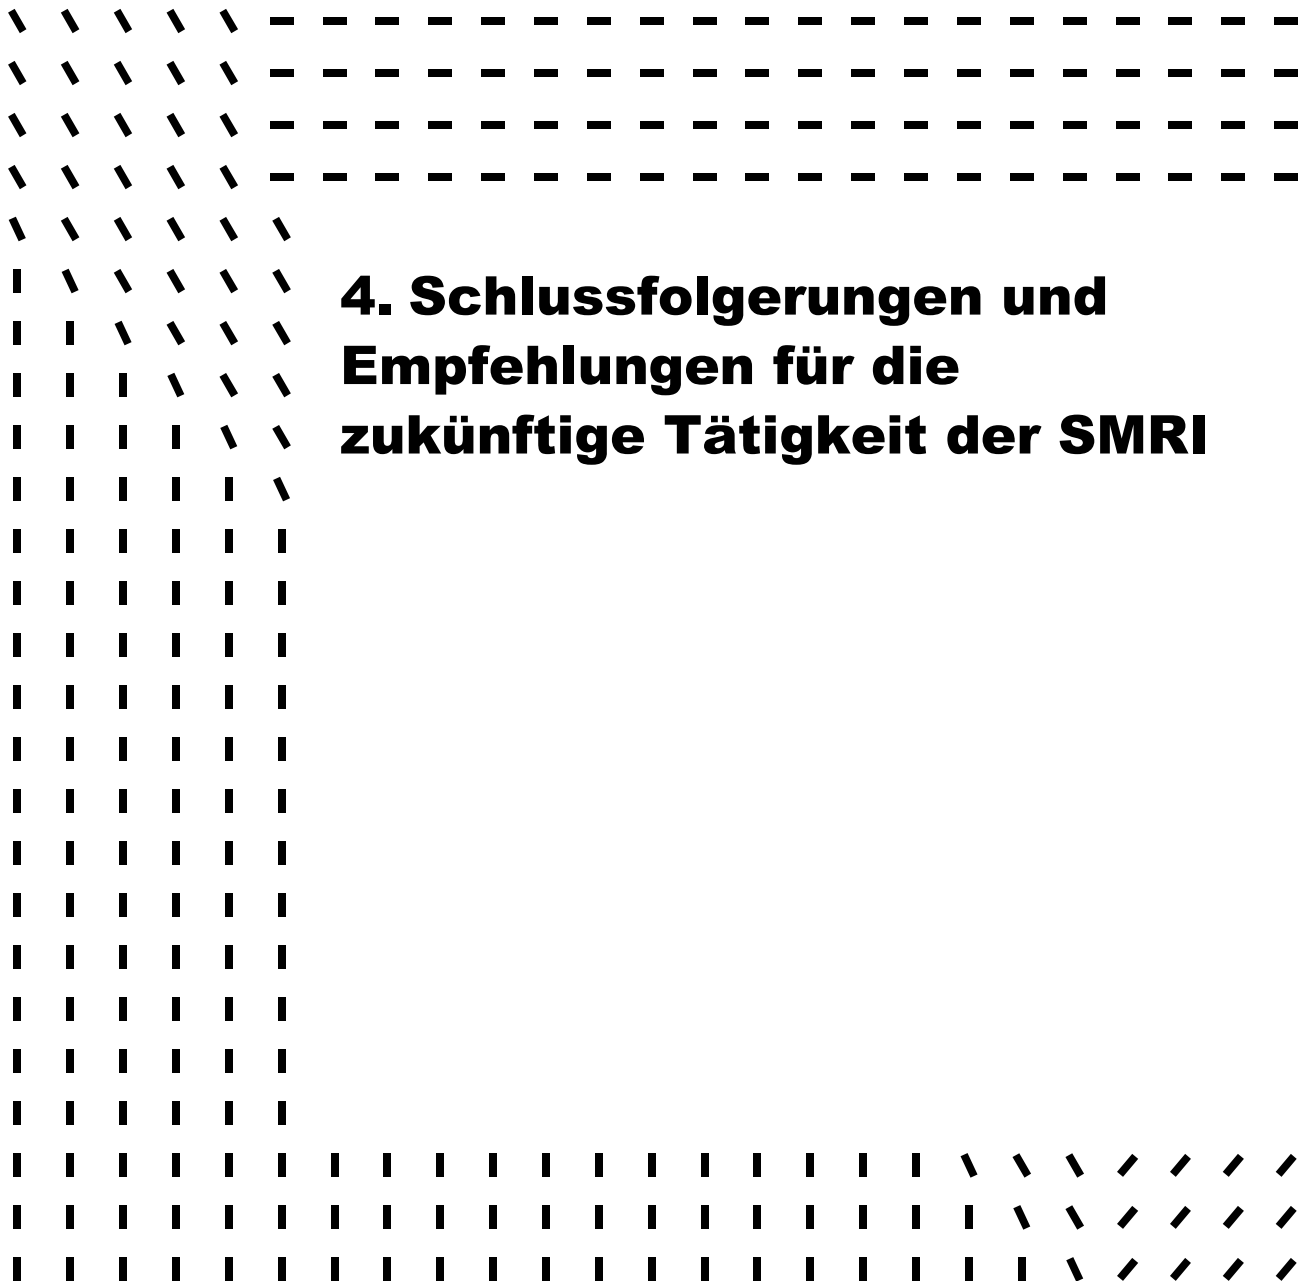 4. Schlussfolgerungen und
Empfehlungen für die
zukünftige Tätigkeit der SMRI